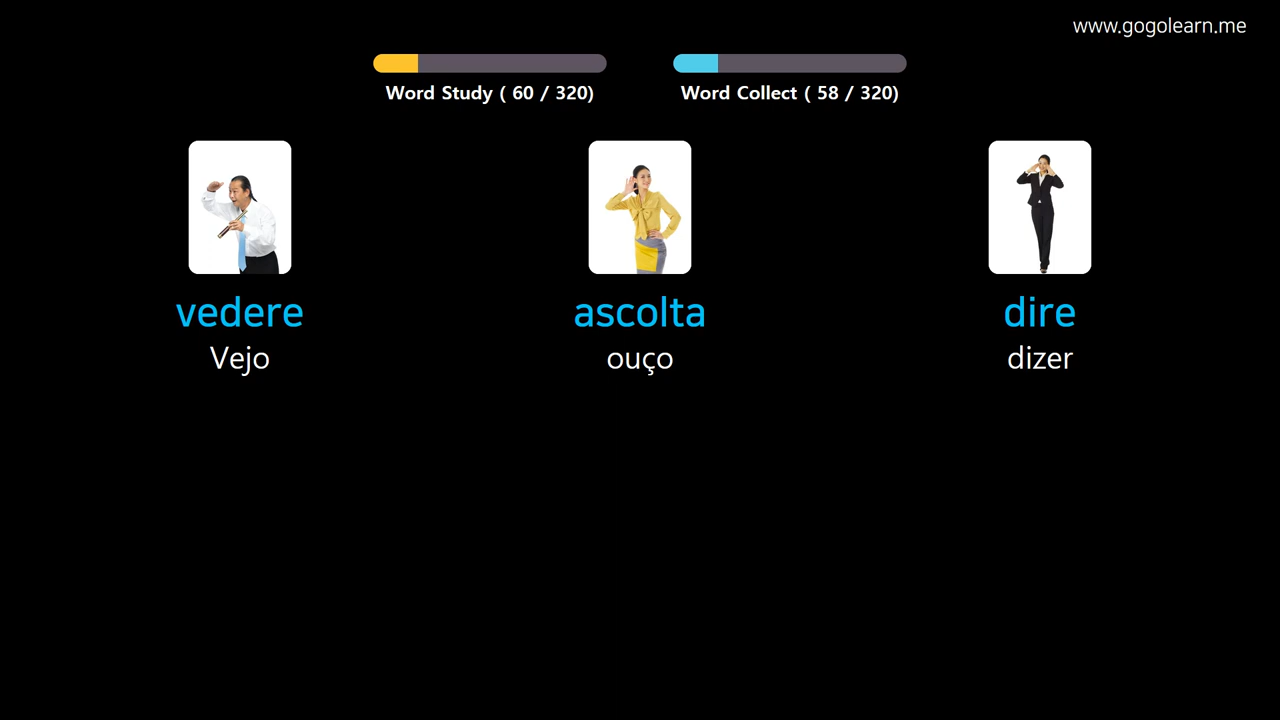 www.gogolearn.me
Word Study ( 60 / 320)
Word Collect ( 58 / 320)
vedere
Vejo
ascolta
ouço
dire
dizer